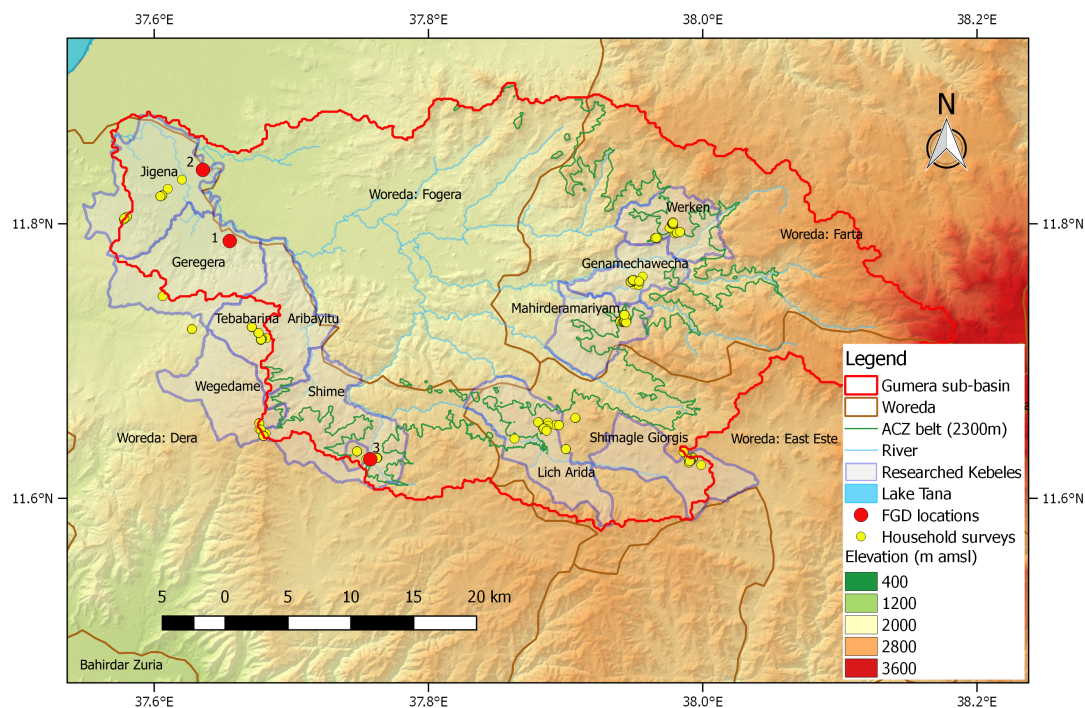 37.6°E
37.8°E
38.0°E
38.2°E
N
2
Jigena
Woreda: Fogera
Werken
11.8°N
11.8°N
1
Woreda: Farta
Geregera
Genamechawecha
Mahirderamariyam
Tebabarina
Aribayitu
Wegedame
Shime
Woreda: Dera
Shimagle Giorgis
Woreda: East Este
3
Lich Arida
11.6°N
11.6°N
Legend
Gumera sub-basin
Woreda
ACZ belt (2300m)
River
Researched Kebeles
Lake Tana
FGD locations
Household surveys
Elevation (m amsl)
400
1200
2000
2800
3600
5 0 5 10 15 20 km
Bahirdar Zuria
37.6°E
37.8°E
38.0°E
38.2°E